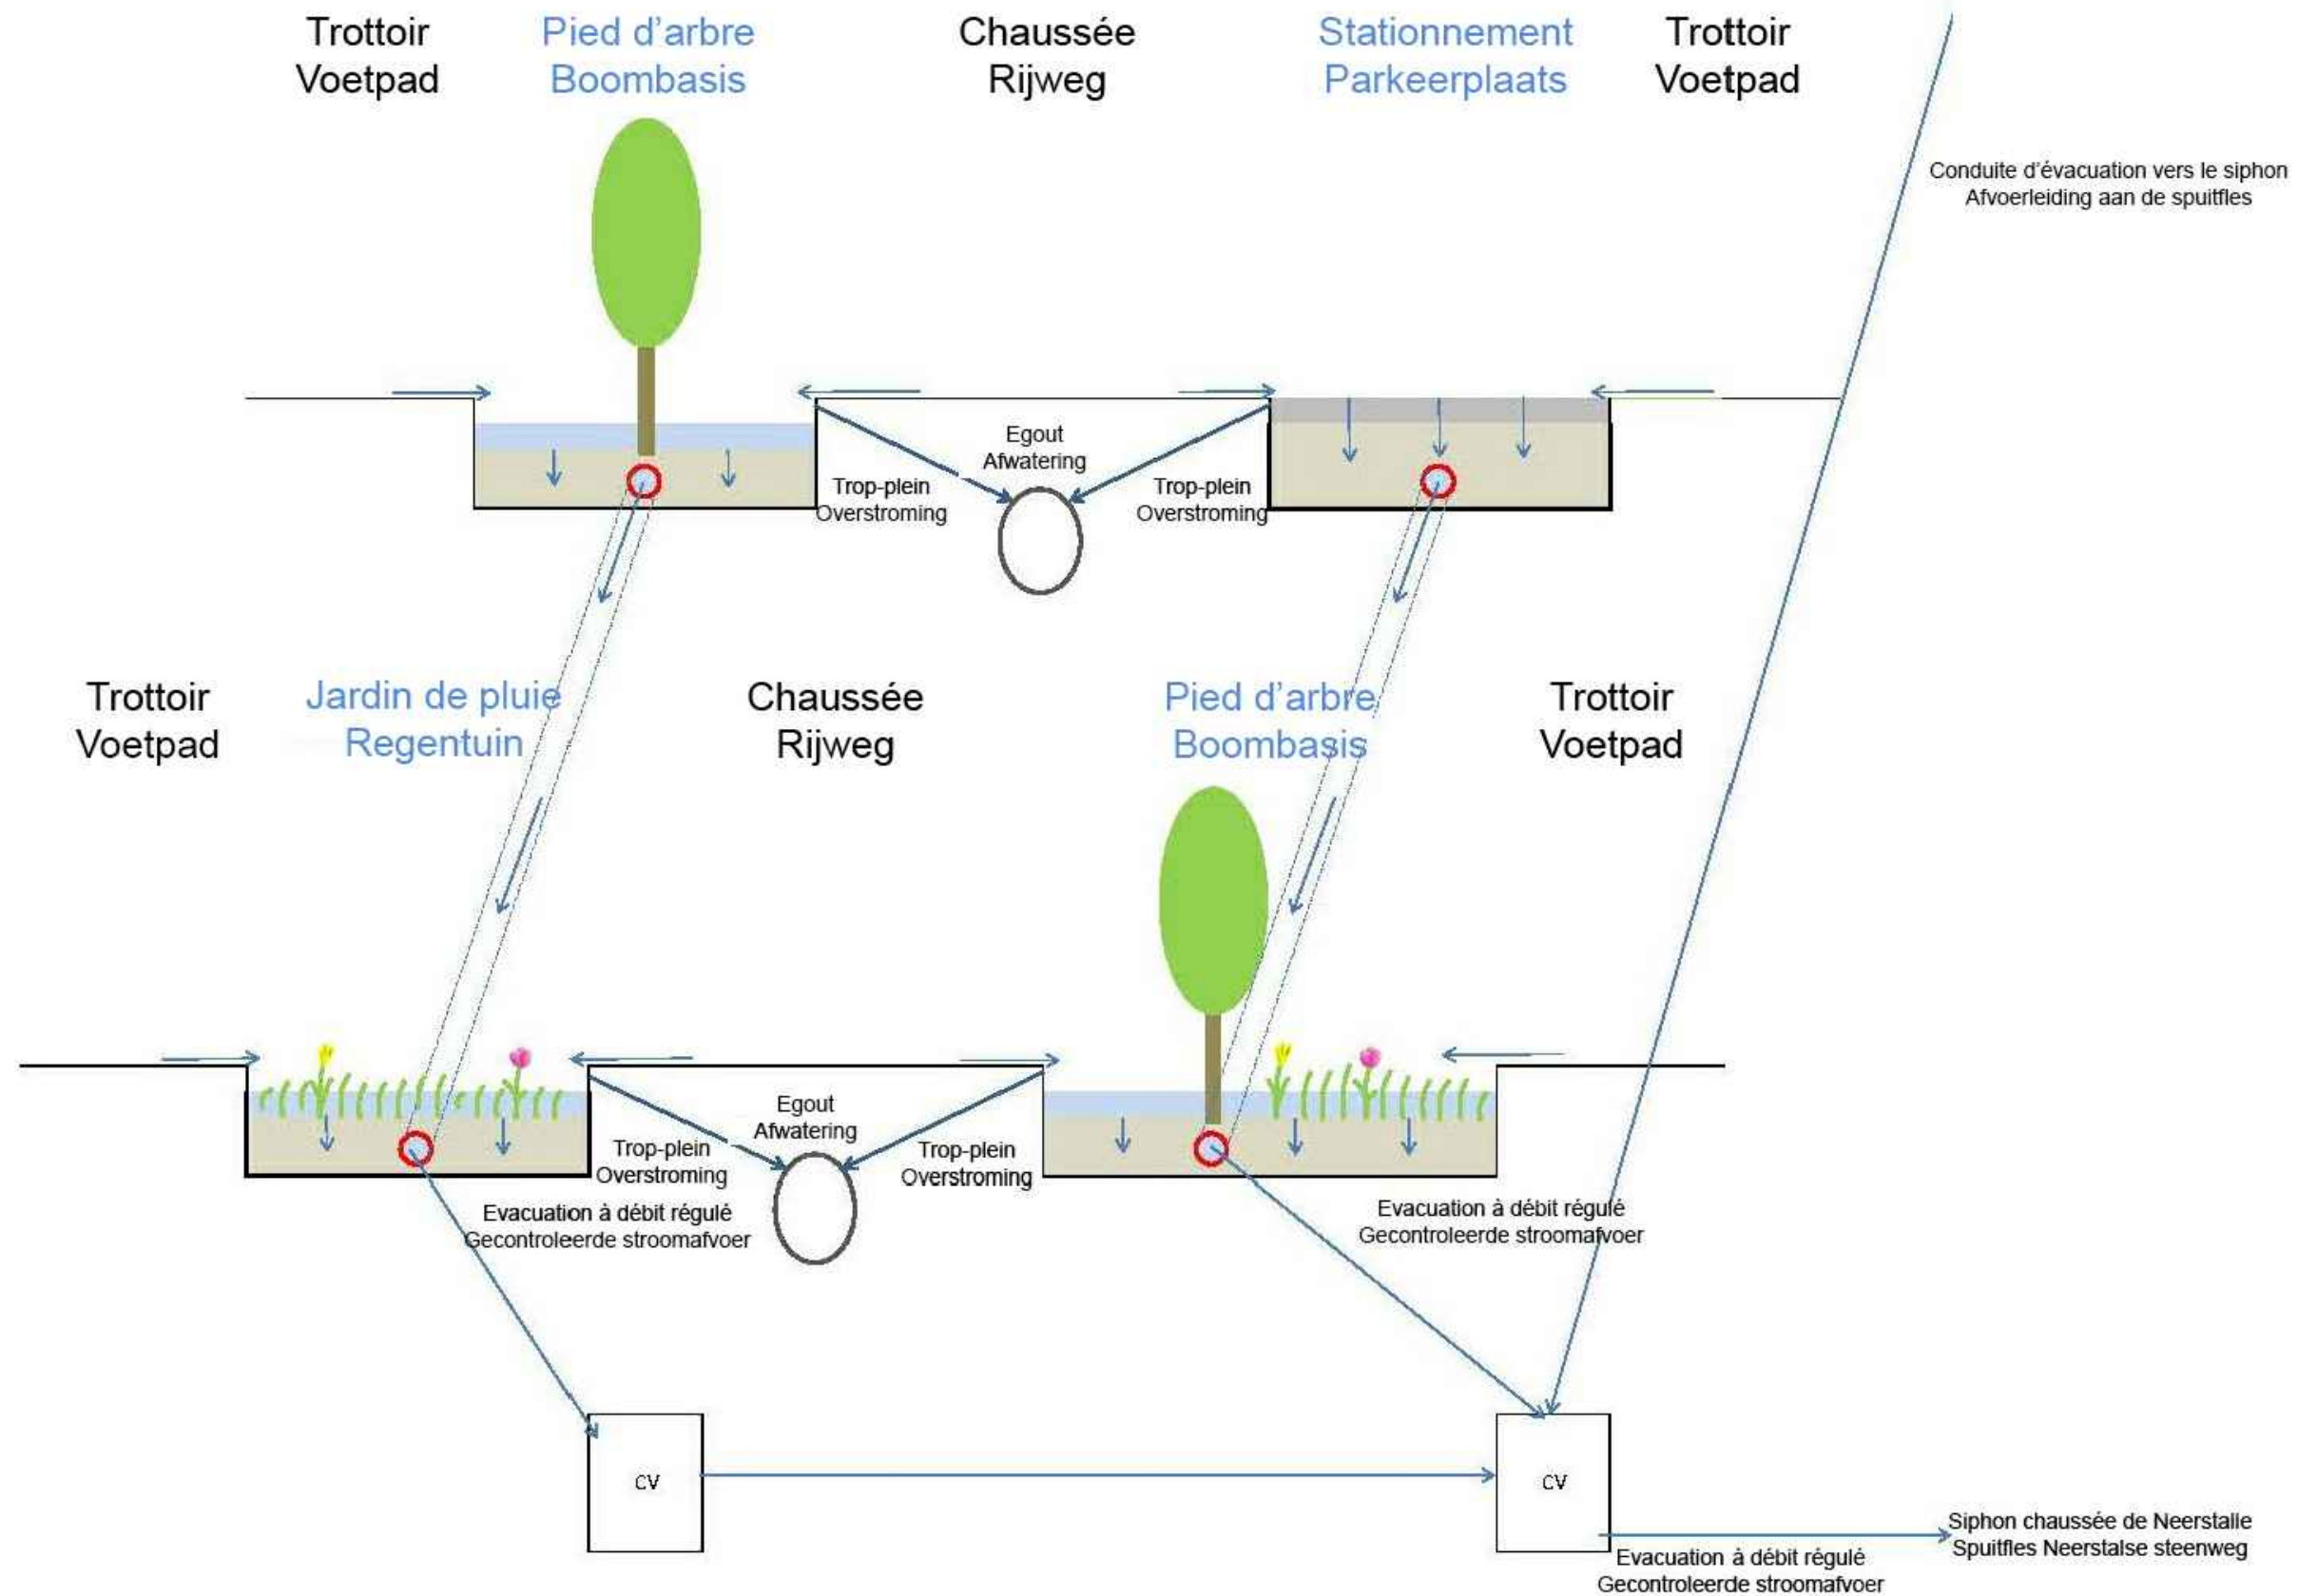 Trottoir
Voetpad
Pied d'arbre
Boombasis
Chaussée
Rijweg
Stationnement
Parkeerplaats
Trottoir
Voetpad
Conduite d'évacuation vers le siphon
Afvoerleiding aan de spuitfles
Egout
Afwatering
Trop-plein
Overstroming
Trop-plein
Overstroming
Trottoir
Voetpad
Jardin de pluie
Regentuin
Chaussée
Rijweg
Pied d'arbre
Boombasis
Trottoir
Voetpad
Egout
Afwatering
Trop-plein
Overstroming
Trop-plein
Overstroming
Evacuation à débit régulé
Gecontroleerde stroomafvoer
Evacuation à débit régulé
Gecontroleerde stroomafvoer
CV
CV
Siphon chaussée de Neerstalle
Spuitfles Neerstalse steenweg
Evacuation à débit régulé
Gecontroleerde stroomafvoer